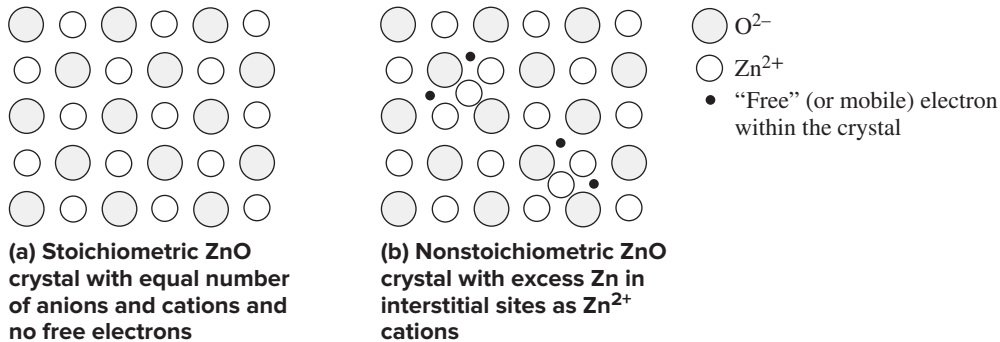 O²⁻
Zn²⁺
“Free” (or mobile) electron
within the crystal
(a) Stoichiometric ZnO
crystal with equal number
of anions and cations and
no free electrons
(b) Nonstoichiometric ZnO
crystal with excess Zn in
interstitial sites as Zn²⁺
cations